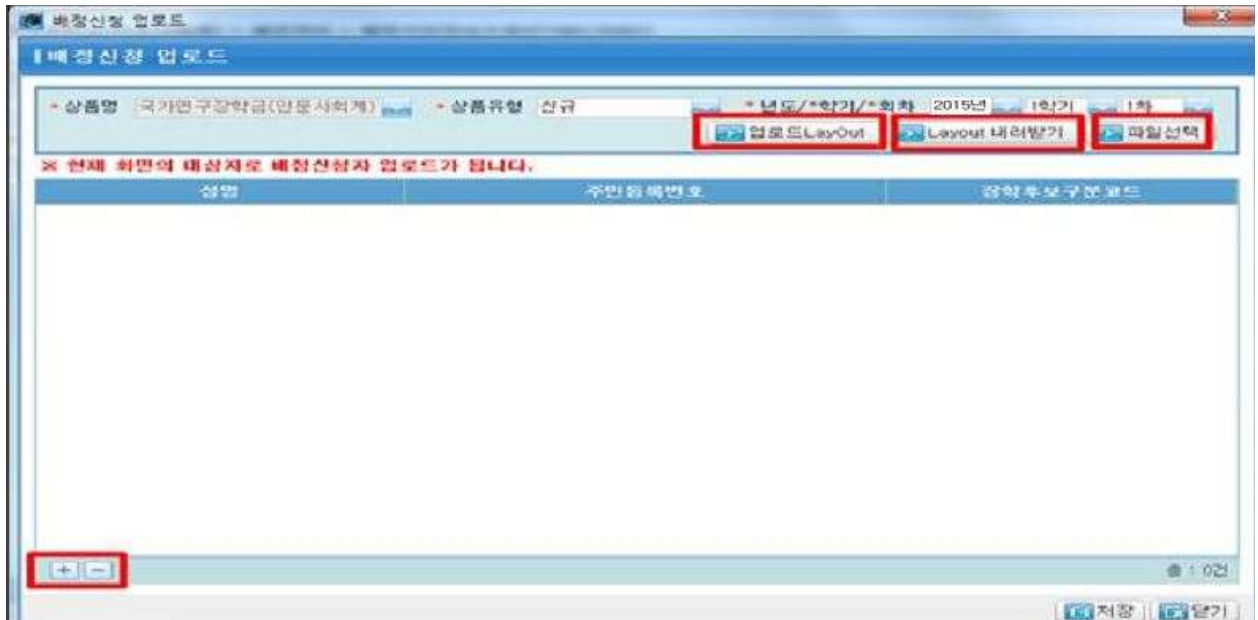 배정신청 업로드
배정신청 업로드
* 상품명 국가연구장학금(인문사회계) * 상품유형 신규 * 년도/*학기/*회차 2015년 1학기 1차
업로드LayOut Layout 내려받기 파일선택
※ 현재 화면의 대상자로 배정신청자 업로드가 됩니다.
성명 주민등록번호 장학후보구분코드
+ -
총 : 0건
저장 닫기